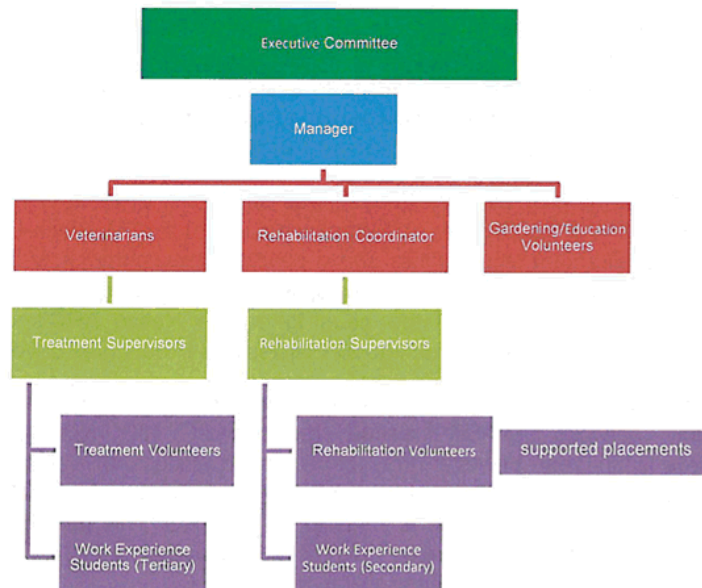 Executive Committee
Manager
Veterinarians
Rehabilitation Coordinator
Gardening/Education
Volunteers
Treatment Supervisors
Rehabilitation Supervisors
Treatment Volunteers
Rehabilitation Volunteers
supported placements
Work Experience
Students (Tertiary)
Work Experience
Students (Secondary)